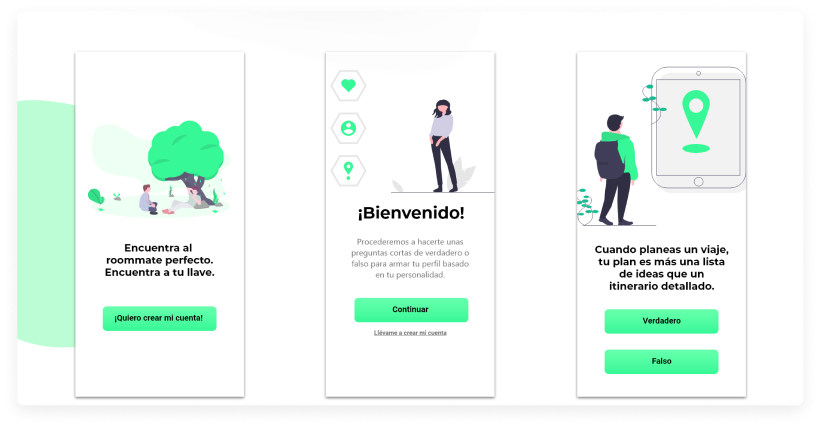 Encuentra al
roommate perfecto.
Encuentra a tu llave.
¡Quiero crear mi cuenta!
¡Bienvenido!
Procederemos a hacerte unas
preguntas cortas de verdadero o
falso para armar tu perfil basado
en tu personalidad.
Continuar
Llévame a crear mi cuenta
Cuando planeas un viaje,
tu plan es más una lista
de ideas que un
itinerario detallado.
Verdadero
Falso